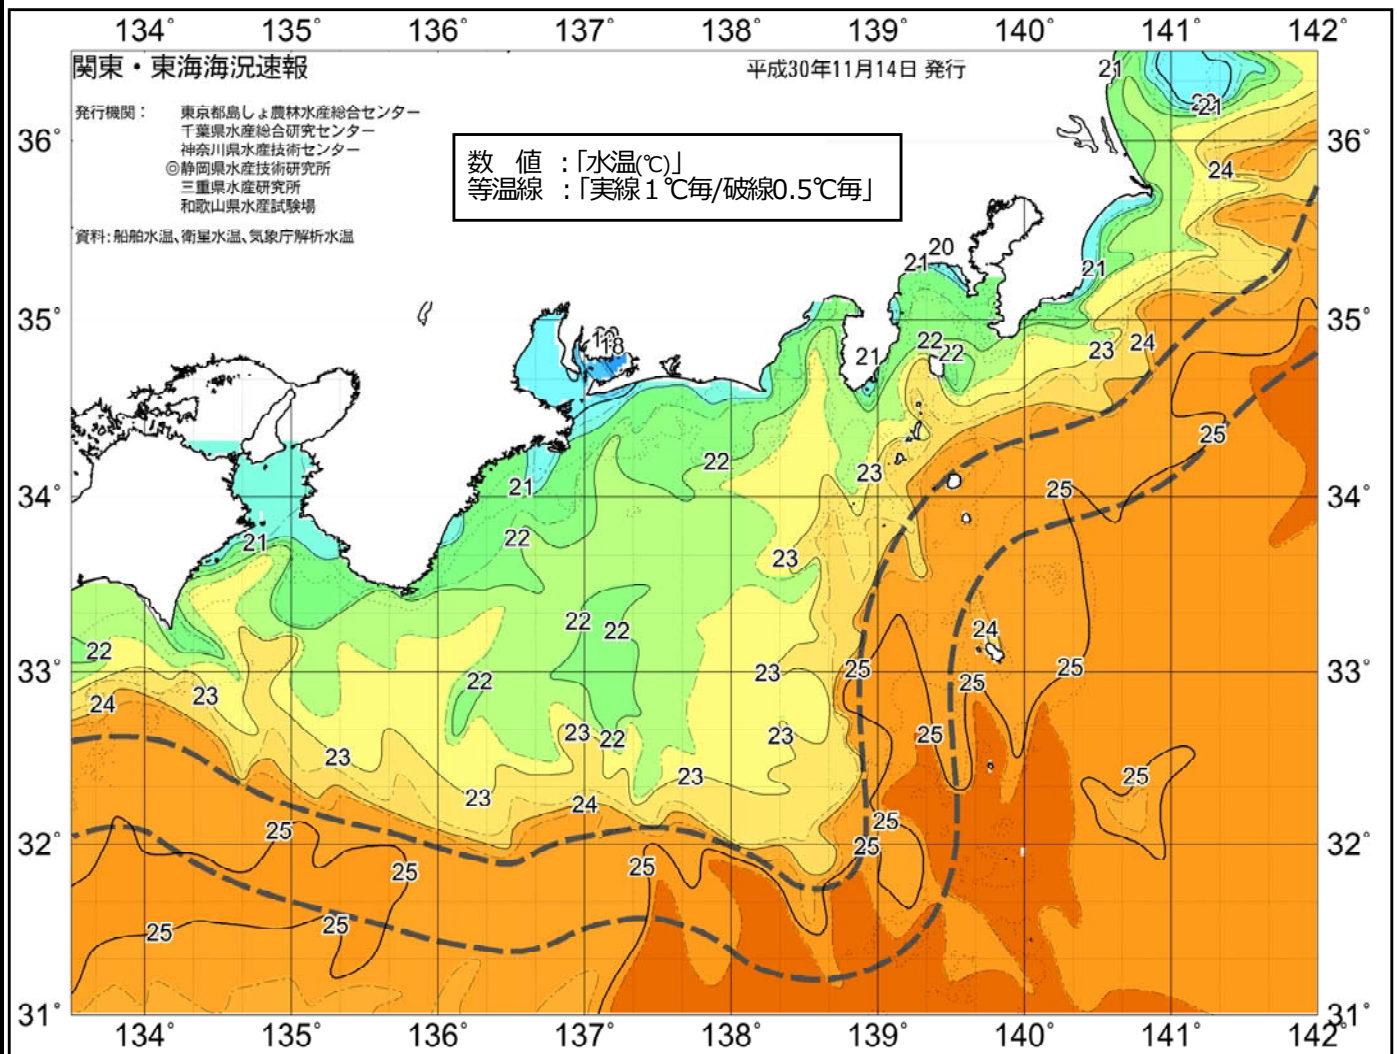 134° 135° 136° 137° 138° 139° 140° 141° 142°
関東・東海海況速報
平成30年11月14日 発行
発行機関： 東京都島しょ農林水産総合センター
千葉県水産総合研究センター
神奈川県水産技術センター
◎静岡県水産技術研究所
三重県水産研究所
和歌山県水産試験場
資料：船舶水温、衛星水温、気象庁解析水温
数　値　：「水温(℃)」
等温線　：「実線１℃毎/破線0.5℃毎」
21
21
36° 36°
24
20
21 21
35° 35°
18
22 22
21
23 24
25
22
23
21
34° 25 34°
22
21
23
22 22
24
22
33° 23 25 25 33°
22 25
23
24
23 22 23 25
23
23 25
23 24
25
25 32° 25 32°
25
25
25
25
31° 31°
134° 135° 136° 137° 138° 139° 140° 141° 142°